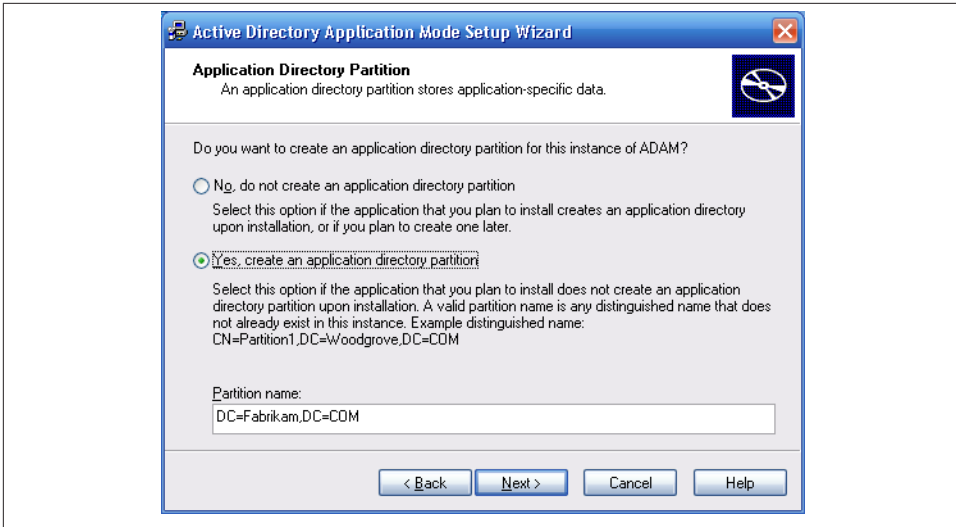 Active Directory Application Mode Setup Wizard
Application Directory Partition
An application directory partition stores application-specific data.
Do you want to create an application directory partition for this instance of ADAM?
No, do not create an application directory partition
Select this option if the application that you plan to install creates an application directory
upon installation, or if you plan to create one later.
Yes, create an application directory partition
Select this option if the application that you plan to install does not create an application
directory partition upon installation. A valid partition name is any distinguished name that does
not already exist in this instance. Example distinguished name:
CN=Partition1,DC=Woodgrove,DC=COM
Partition name:
DC=Fabrikam,DC=COM
< Back Next > Cancel Help